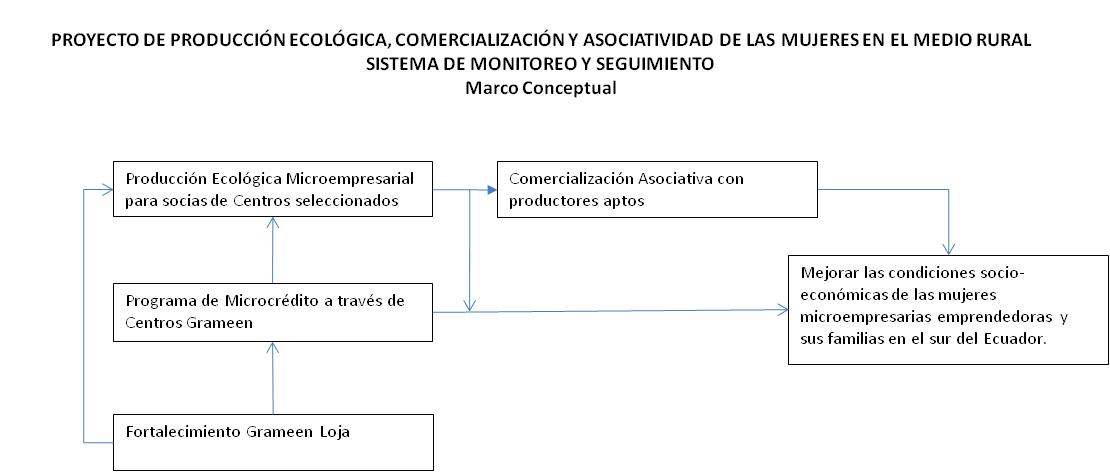 PROYECTO DE PRODUCCIÓN ECOLÓGICA, COMERCIALIZACIÓN Y ASOCIATIVIDAD DE LAS MUJERES EN EL MEDIO RURAL
SISTEMA DE MONITOREO Y SEGUIMIENTO
Marco Conceptual
Producción Ecológica Microempresarial
para socias de Centros seleccionados
Comercialización Asociativa con
productores aptos
Mejorar las condiciones socio-
económicas de las mujeres
microempresarias emprendedoras y
sus familias en el sur del Ecuador.
Programa de Microcrédito a través de
Centros Grameen
Fortalecimiento Grameen Loja